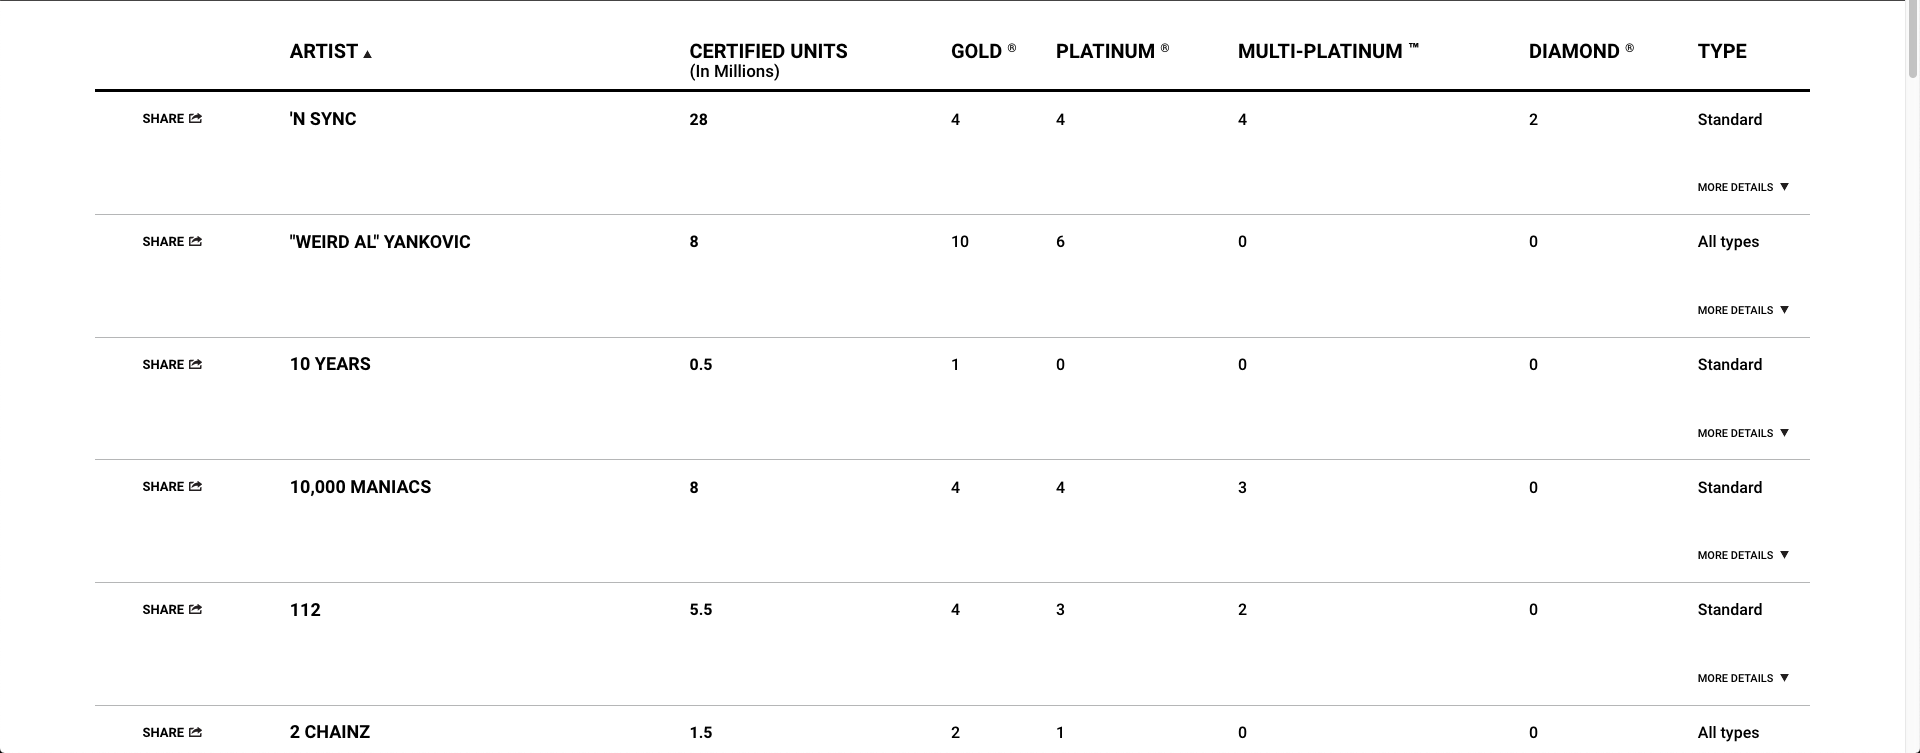 ARTIST ▲ CERTIFIED UNITS GOLD ® PLATINUM ® MULTI-PLATINUM ™ DIAMOND ® TYPE
(In Millions)
SHARE 'N SYNC 28 4 4 4 2 Standard
MORE DETAILS ▼
SHARE "WEIRD AL" YANKOVIC 8 10 6 0 0 All types
MORE DETAILS ▼
SHARE 10 YEARS 0.5 1 0 0 0 Standard
MORE DETAILS ▼
SHARE 10,000 MANIACS 8 4 4 3 0 Standard
MORE DETAILS ▼
SHARE 112 5.5 4 3 2 0 Standard
MORE DETAILS ▼
SHARE 2 CHAINZ 1.5 2 1 0 0 All types